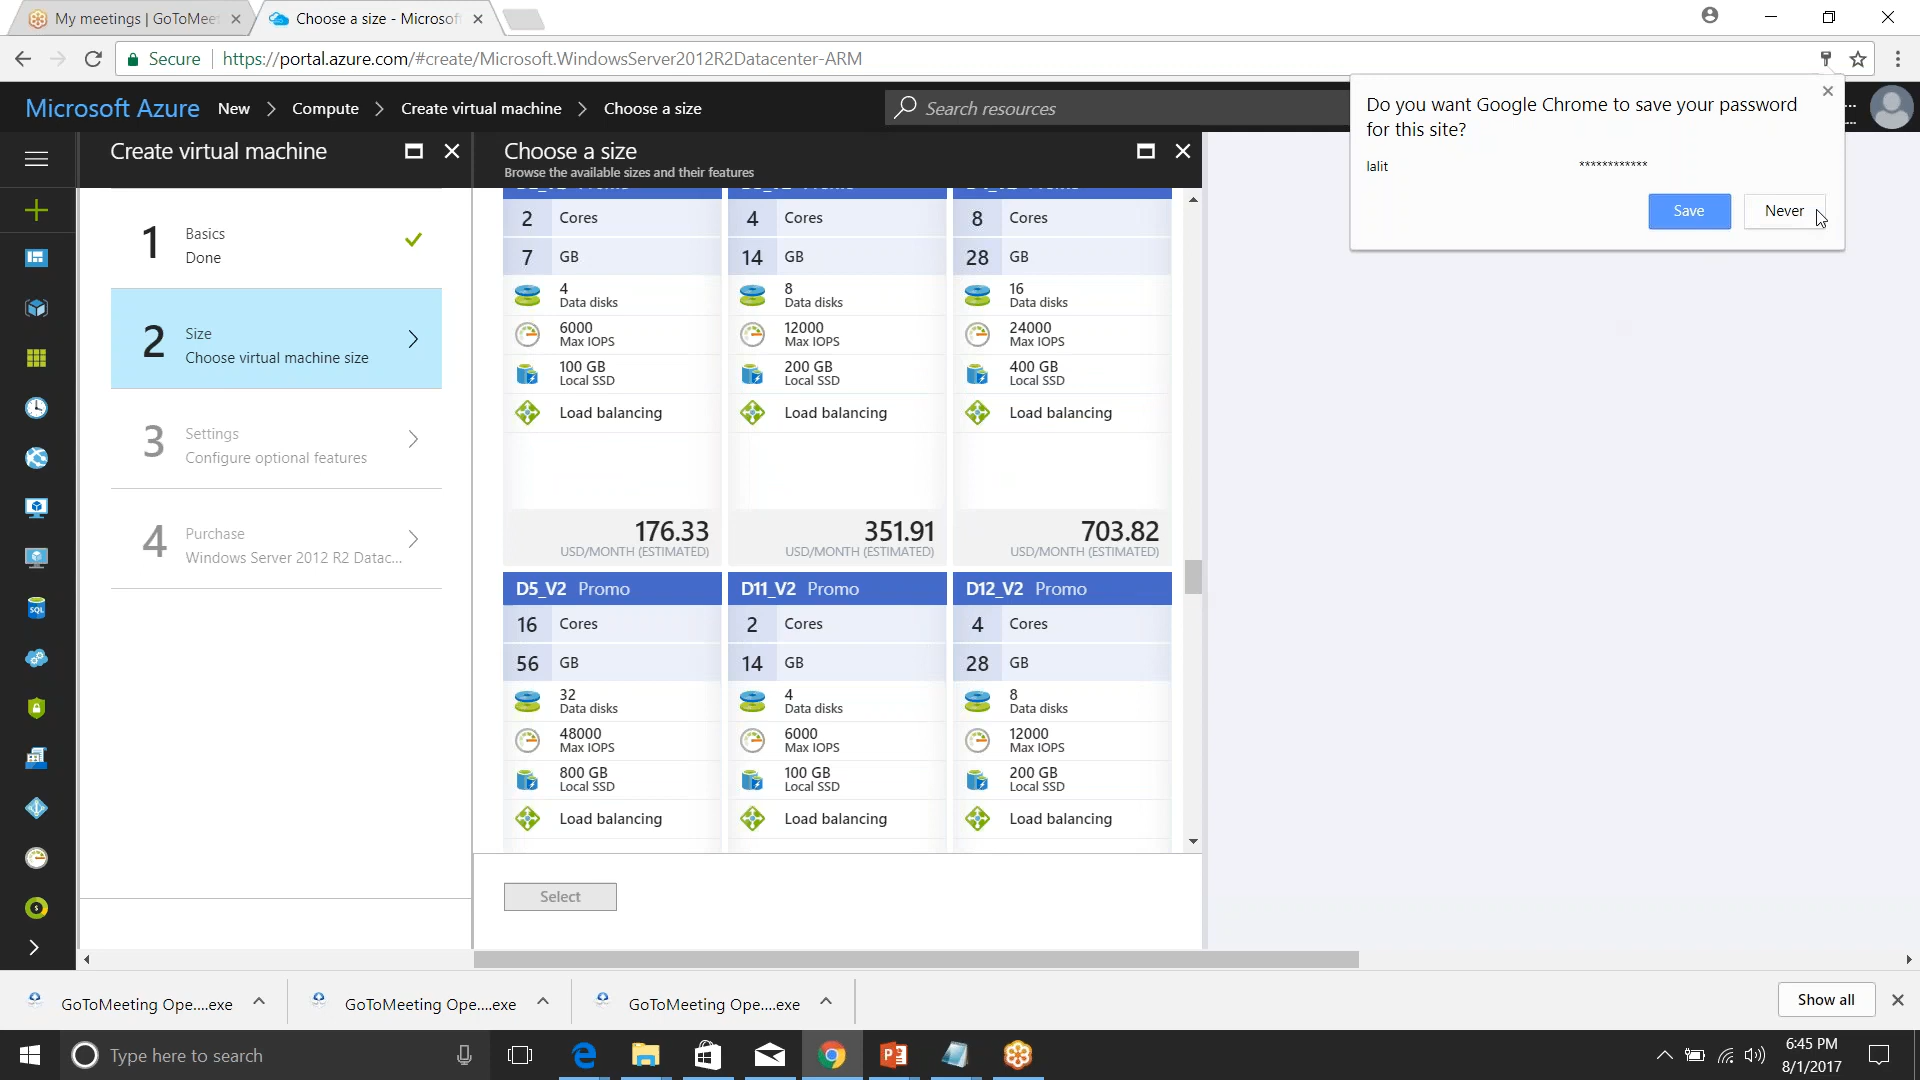 My meetings | GoToMeet
Choose a size - Microsoft
Secure
https://portal.azure.com/#create/Microsoft.WindowsServer2012R2Datacenter-ARM
Microsoft Azure New > Compute > Create virtual machine > Choose a size
Search resources
Do you want Google Chrome to save your password
for this site?
lalit ************
Save Never
Create virtual machine
1 Basics
Done
2 Size
Choose virtual machine size
3 Settings
Configure optional features
4 Purchase
Windows Server 2012 R2 Datac...
Choose a size
Browse the available sizes and their features
2 Cores 4 Cores 8 Cores
7 GB 14 GB 28 GB
4 8 16
Data disks Data disks Data disks
6000 12000 24000
Max IOPS Max IOPS Max IOPS
100 GB 200 GB 400 GB
Local SSD Local SSD Local SSD
Load balancing Load balancing Load balancing
176.33 351.91 703.82
USD/MONTH (ESTIMATED) USD/MONTH (ESTIMATED) USD/MONTH (ESTIMATED)
D5_V2 Promo D11_V2 Promo D12_V2 Promo
16 Cores 2 Cores 4 Cores
56 GB 14 GB 28 GB
32 4 8
Data disks Data disks Data disks
48000 6000 12000
Max IOPS Max IOPS Max IOPS
800 GB 100 GB 200 GB
Local SSD Local SSD Local SSD
Load balancing Load balancing Load balancing
Select
SQL
GoToMeeting Ope....exe GoToMeeting Ope....exe GoToMeeting Ope....exe Show all
Type here to search
6:45 PM
8/1/2017